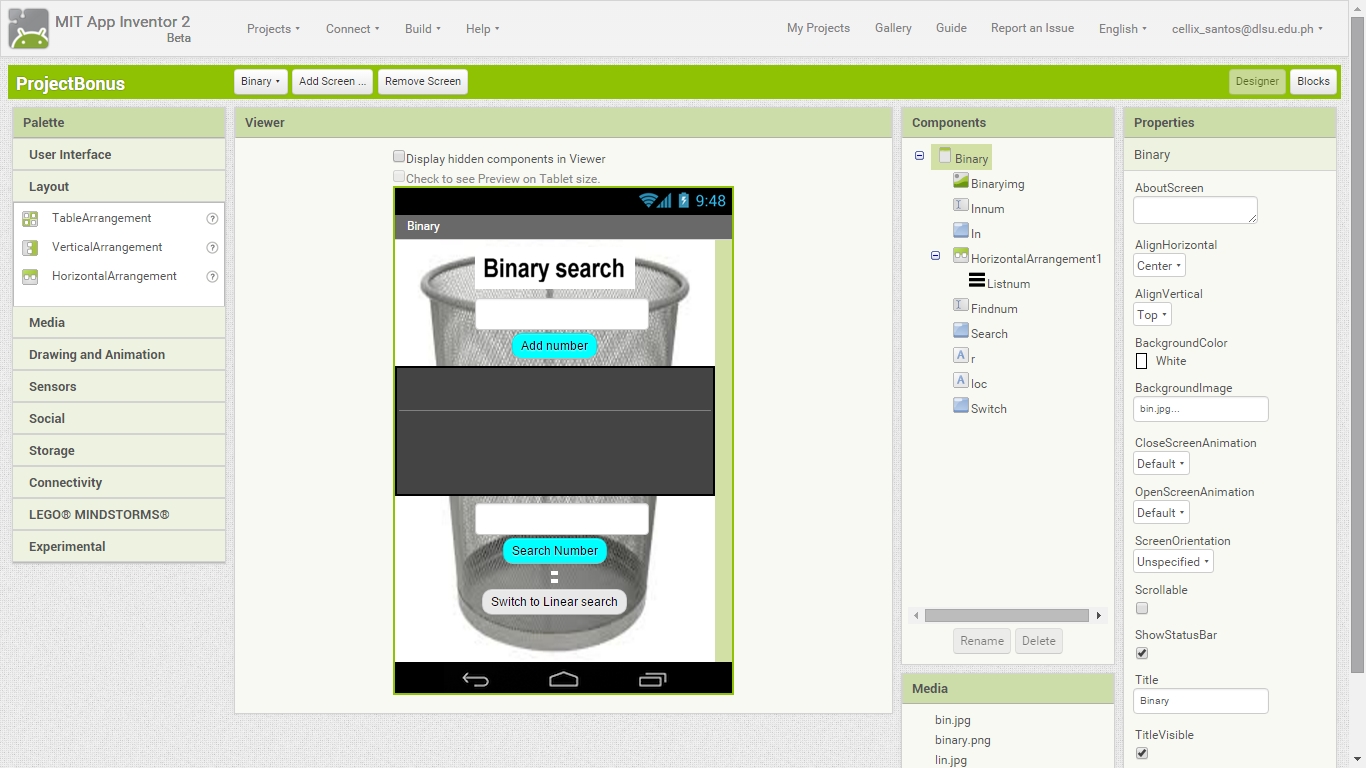 MIT App Inventor 2
Beta
Projects Connect Build Help
My Projects Gallery Guide Report an Issue English cellix_santos@dlsu.edu.ph
ProjectBonus
Binary Add Screen ... Remove Screen
Designer Blocks
Palette
User Interface
Layout
TableArrangement ?
VerticalArrangement ?
HorizontalArrangement ?
Media
Drawing and Animation
Sensors
Social
Storage
Connectivity
LEGO® MINDSTORMS®
Experimental
Viewer
Display hidden components in Viewer
Check to see Preview on Tablet size.
9:48
Binary
Binary search
Add number
Search Number
Switch to Linear search
Components
Binary
Binaryimg
Innum
In
HorizontalArrangement1
Listnum
Findnum
Search
A r
A loc
Switch
Rename Delete
Media
bin.jpg
binary.png
lin.jpg
Properties
Binary
AboutScreen
AlignHorizontal
Center
AlignVertical
Top
BackgroundColor
White
BackgroundImage
bin.jpg...
CloseScreenAnimation
Default
OpenScreenAnimation
Default
ScreenOrientation
Unspecified
Scrollable
ShowStatusBar
Title
Binary
TitleVisible